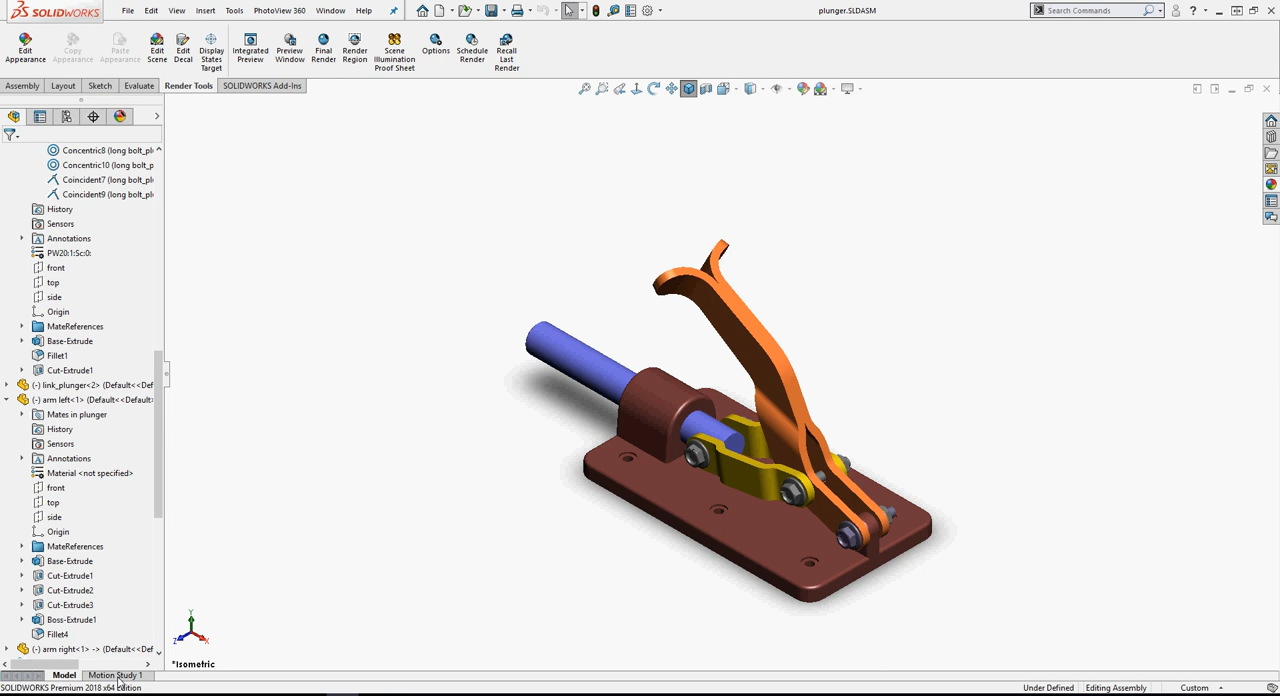 SOLIDWORKS File Edit View Insert Tools PhotoView 360 Window Help plunger.SLDASM Search Commands
Edit Appearance Copy Appearance Paste Appearance Edit Scene Edit Decal Display States Target Integrated Preview Preview Window Final Render Render Region Scene Illumination Proof Sheet Options Schedule Render Recall Last Render
Assembly Layout Sketch Evaluate Render Tools SOLIDWORKS Add-Ins
Concentric8 (long bolt_pl
Concentric10 (long bolt_p
Coincident7 (long bolt_pl
Coincident9 (long bolt_pl
History
Sensors
Annotations
PW20:1:Sc:0:
front
top
side
Origin
MateReferences
Base-Extrude
Fillet1
Cut-Extrude1
(-) link_plunger<2> (Default<<Def
(-) arm left<1> (Default<<Default
Mates in plunger
History
Sensors
Annotations
Material <not specified>
front
top
side
Origin
MateReferences
Base-Extrude
Cut-Extrude1
Cut-Extrude2
Cut-Extrude3
Boss-Extrude1
Fillet4
(-) arm right<1> -> (Default<<Def
Y
Z X
*Isometric
Model Motion Study 1
SOLIDWORKS Premium 2018 x64 Edition Under Defined Editing Assembly Custom